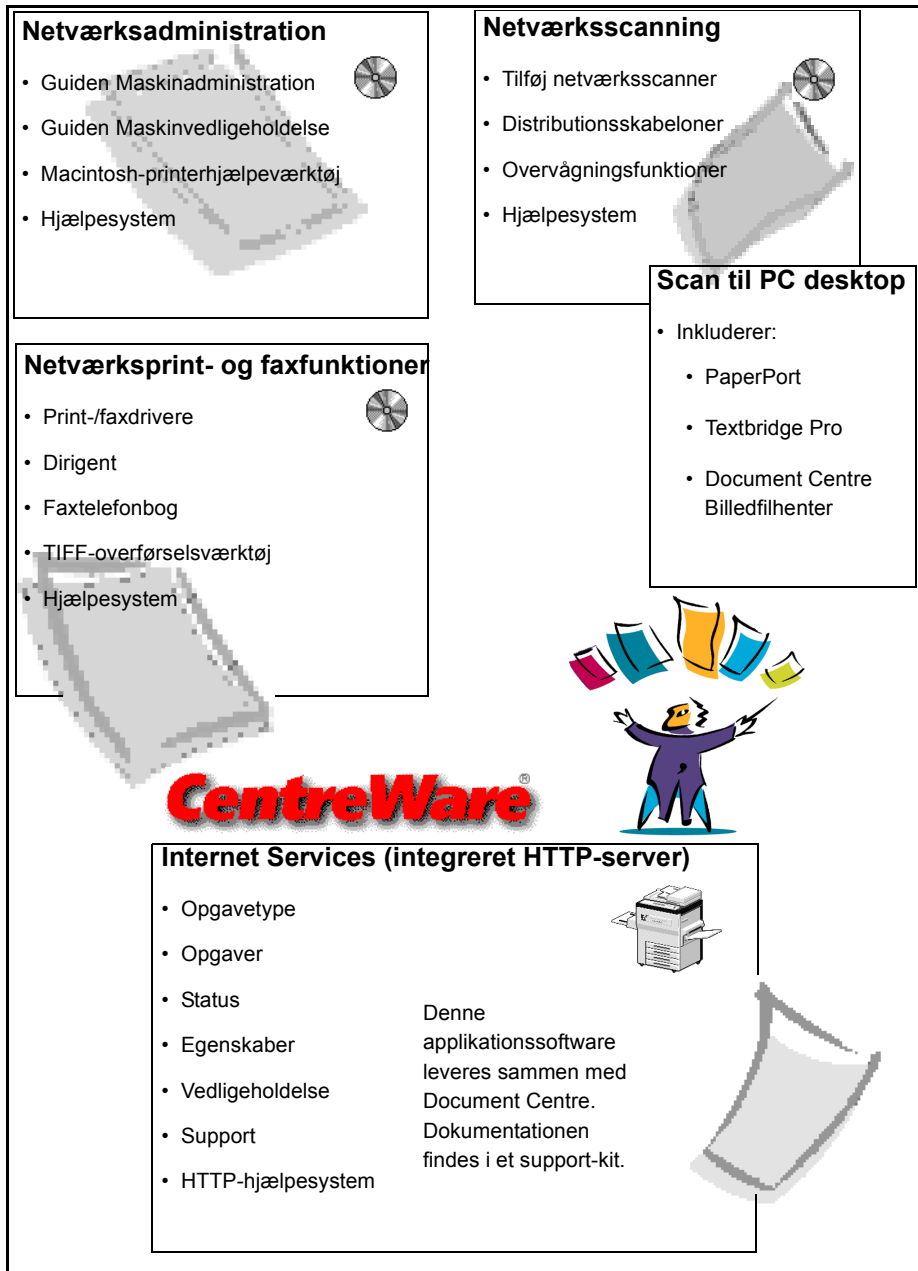 Netværksadministration
• Guiden Maskinadministration
• Guiden Maskinvedligeholdelse
• Macintosh-printerhjælpeværktøj
• Hjælpesystem
Netværksscanning
• Tilføj netværksscanner
• Distributionsskabeloner
• Overvågningsfunktioner
• Hjælpesystem
Scan til PC desktop
• Inkluderer:
• PaperPort
• Textbridge Pro
• Document Centre
Billedfilhenter
Netværksprint- og faxfunktioner
• Print-/faxdrivere
• Dirigent
• Faxtelefonbog
• TIFF-overførselsværktøj
• Hjælpesystem
CentreWare®
Internet Services (integreret HTTP-server)
• Opgavetype
• Opgaver
• Status
• Egenskaber
• Vedligeholdelse
• Support
• HTTP-hjælpesystem
Denne
applikationssoftware
leveres sammen med
Document Centre.
Dokumentationen
findes i et support-kit.